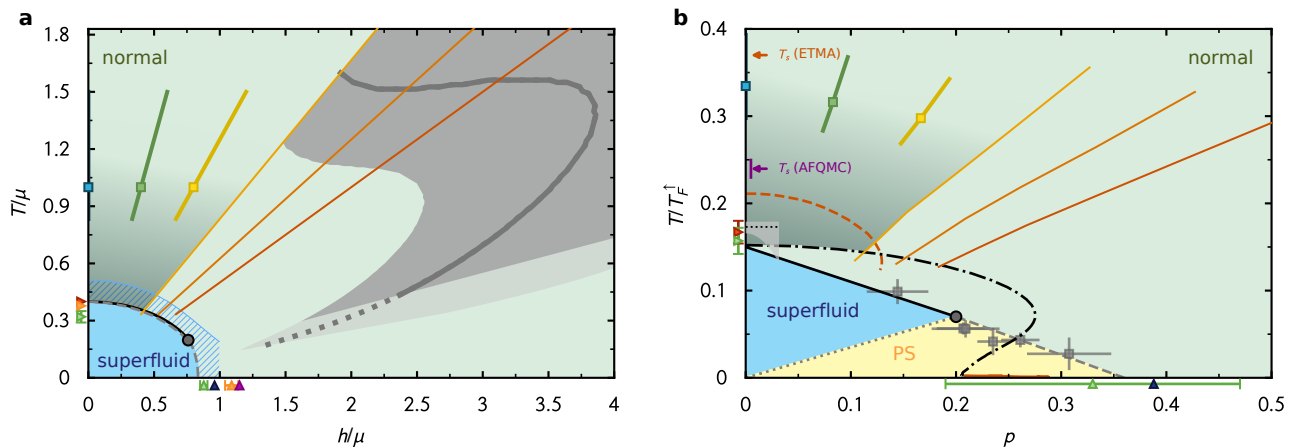 a
T/μ
1.8
1.5
1.2
0.9
0.6
0.3
0
normal
superfluid
0
0.5
1
1.5
2
2.5
3
3.5
4
h/μ
b
T/T_F^↑
0.4
0.3
0.2
0.1
0
T_s (ETMA)
normal
T_s (AFQMC)
superfluid
PS
0
0.1
0.2
0.3
0.4
0.5
p